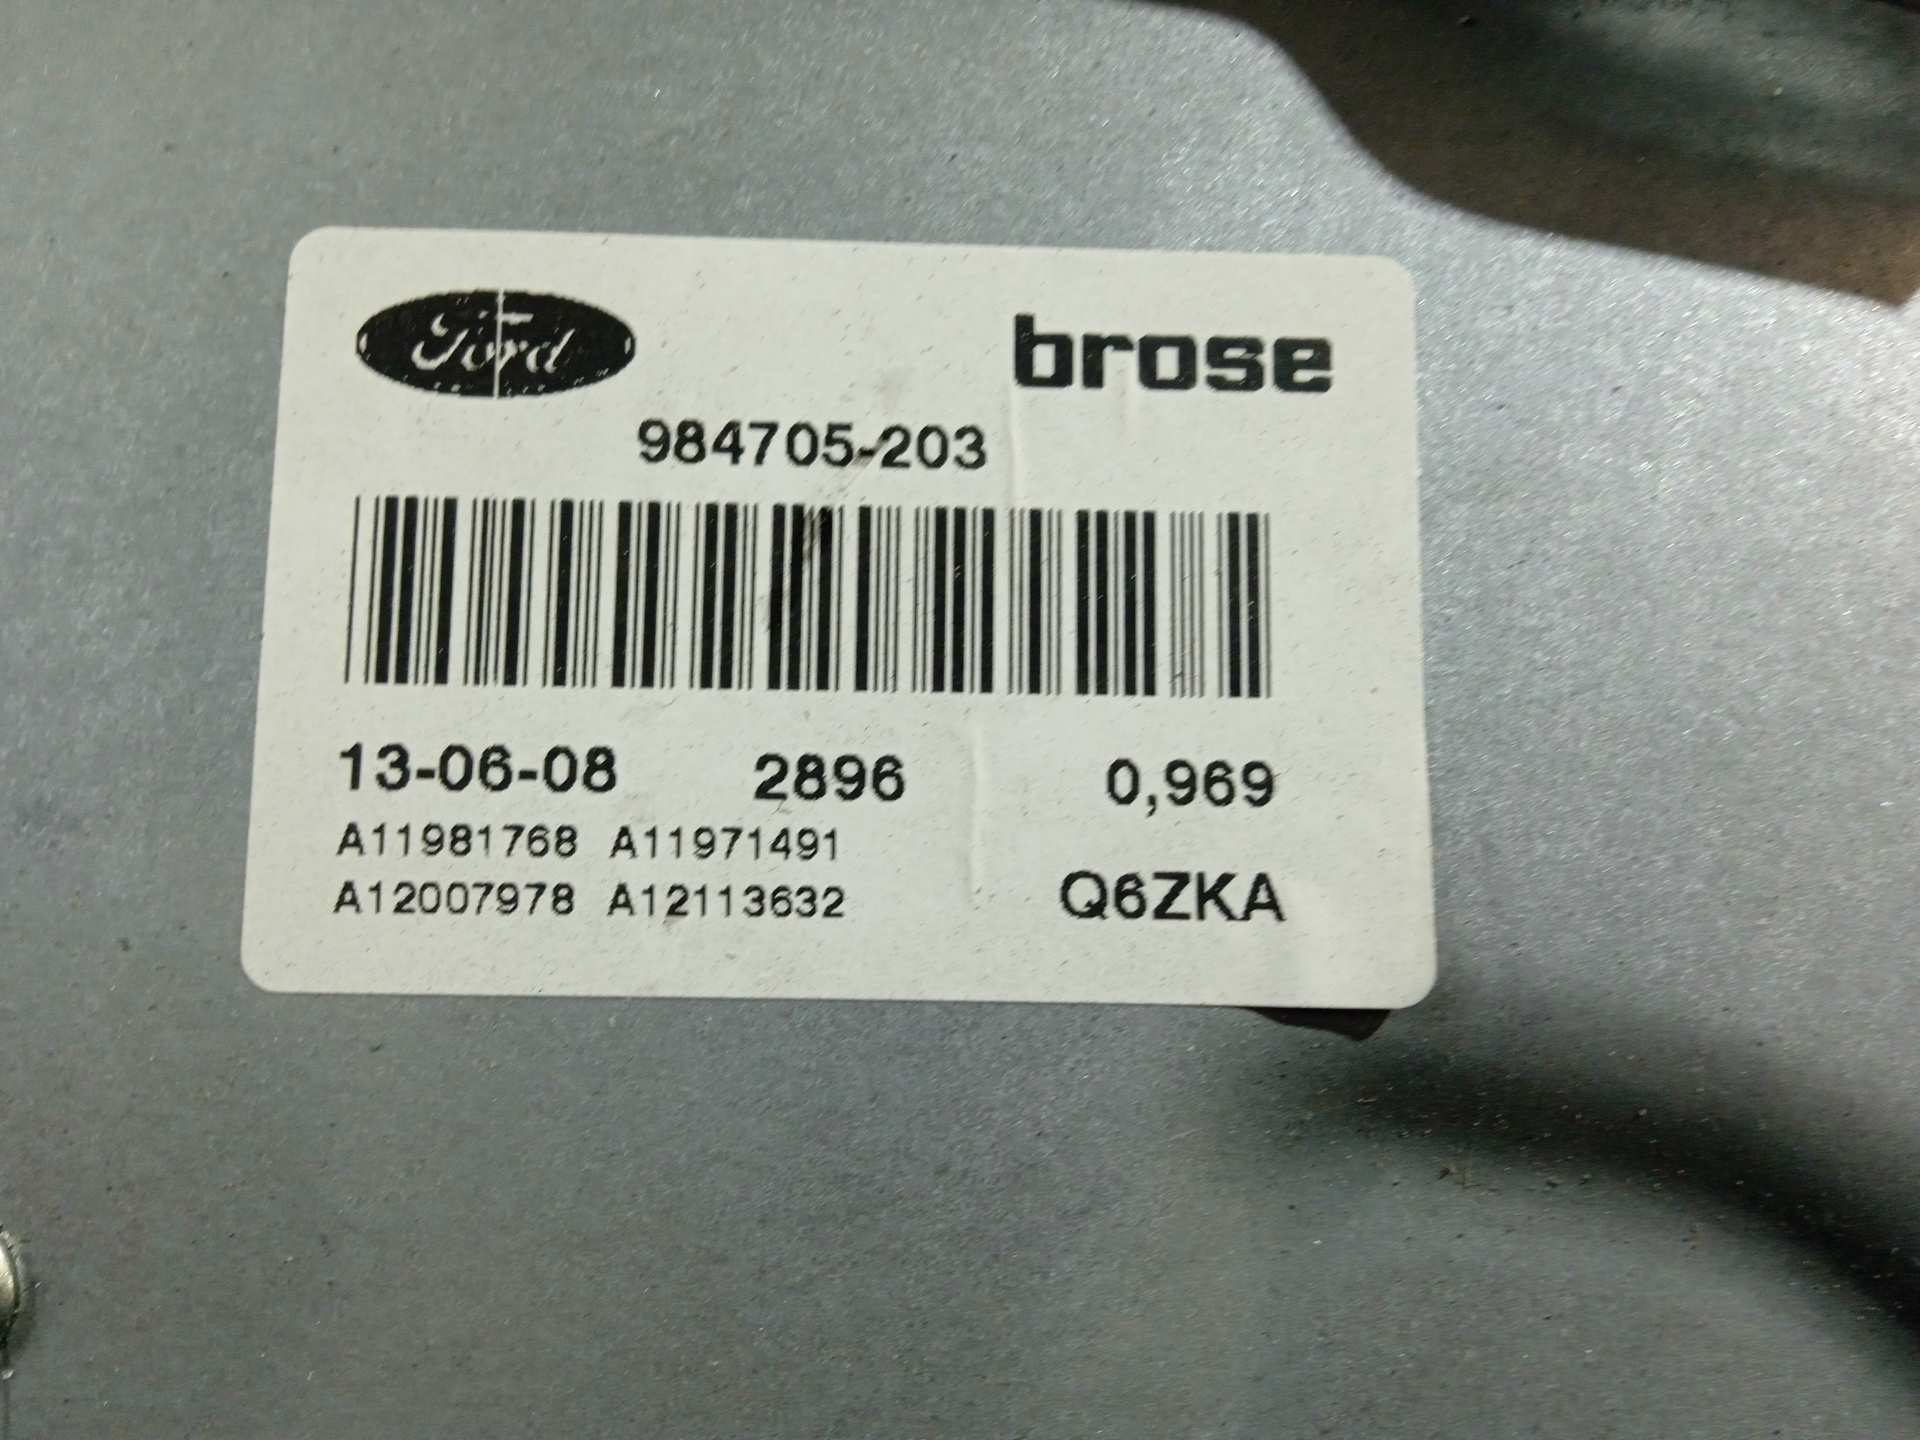 Ford brose
984705-203
13-06-08 2896 0,969
A11981768 A11971491
A12007978 A12113632 Q6ZKA